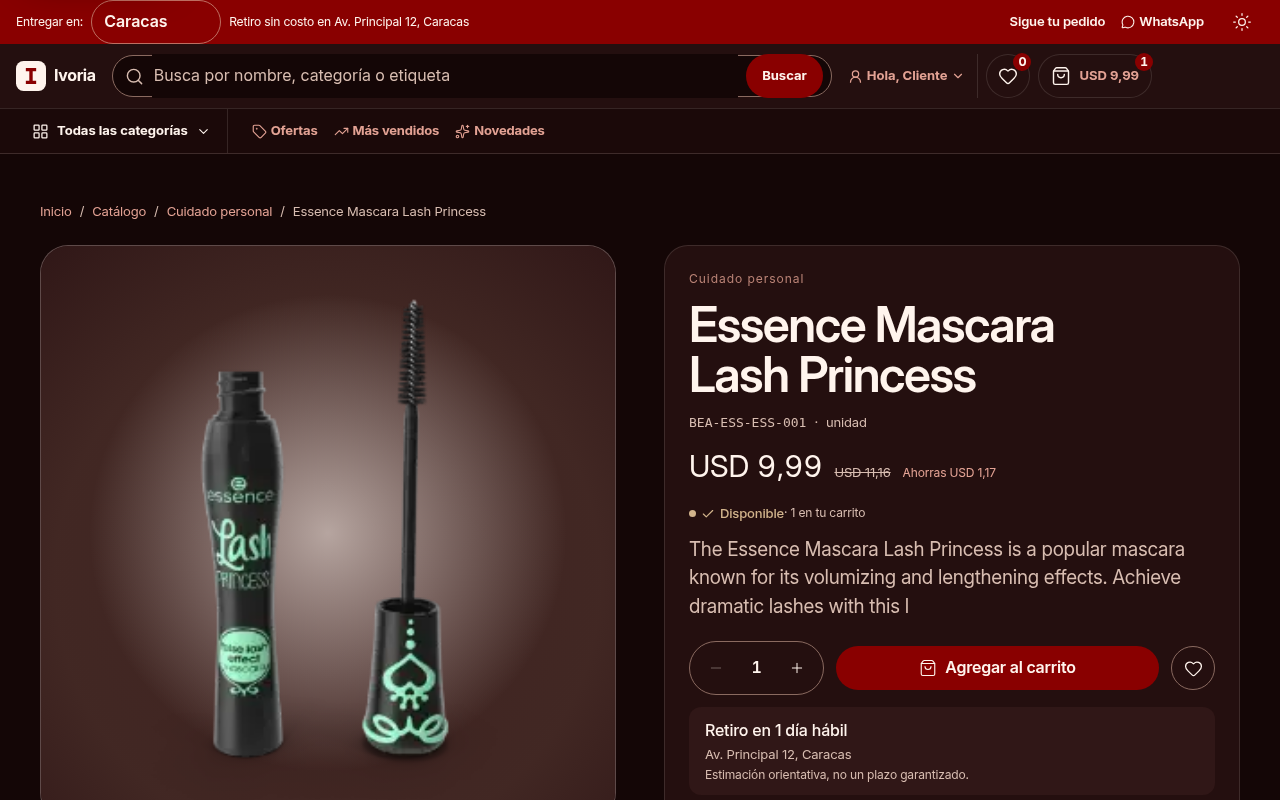 Entregar en: Caracas Retiro sin costo en Av. Principal 12, Caracas Sigue tu pedido WhatsApp
I Ivoria Busca por nombre, categoría o etiqueta Buscar Hola, Cliente 0 USD 9,99 1
Todas las categorías Ofertas Más vendidos Novedades
Inicio / Catálogo / Cuidado personal / Essence Mascara Lash Princess
essence
Lash
PRINCESS
false lash
effect
Cuidado personal
Essence Mascara
Lash Princess
BEA-ESS-ESS-001 · unidad
USD 9,99 USD 11,16 Ahorras USD 1,17
Disponible · 1 en tu carrito
The Essence Mascara Lash Princess is a popular mascara
known for its volumizing and lengthening effects. Achieve
dramatic lashes with this l
− 1 + Agregar al carrito
Retiro en 1 día hábil
Av. Principal 12, Caracas
Estimación orientativa, no un plazo garantizado.